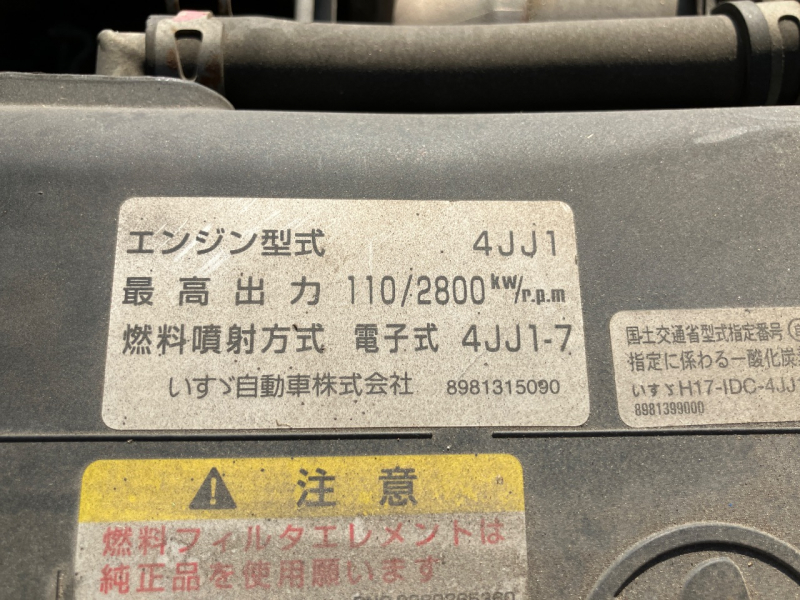 エンジン型式 4JJ1
最高出力 110/2800 kw/r.p.m
燃料噴射方式 電子式 4JJ1-7
いすゞ自動車株式会社 8981315090
国土交通省型式指定番号
指定に係わる一酸化炭
いすゞH17-IDC-4JJ
8981399000
注意
燃料フィルタエレメントは
純正品を使用願います